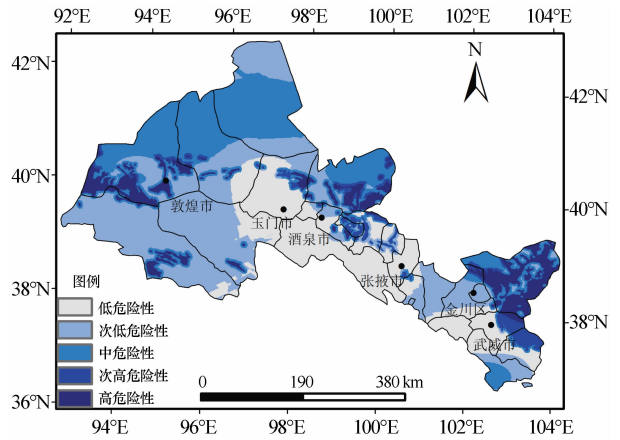 92°E 94°E 96°E 98°E 100°E 102°E 104°E
N
42°N 42°N
40°N 40°N
敦煌市
玉门市
酒泉市
张掖市
金川区
武威市
38°N 38°N
36°N
图例
低危险性
次低危险性
中危险性
次高危险性
高危险性
0 190 380 km
94°E 96°E 98°E 100°E 102°E 104°E